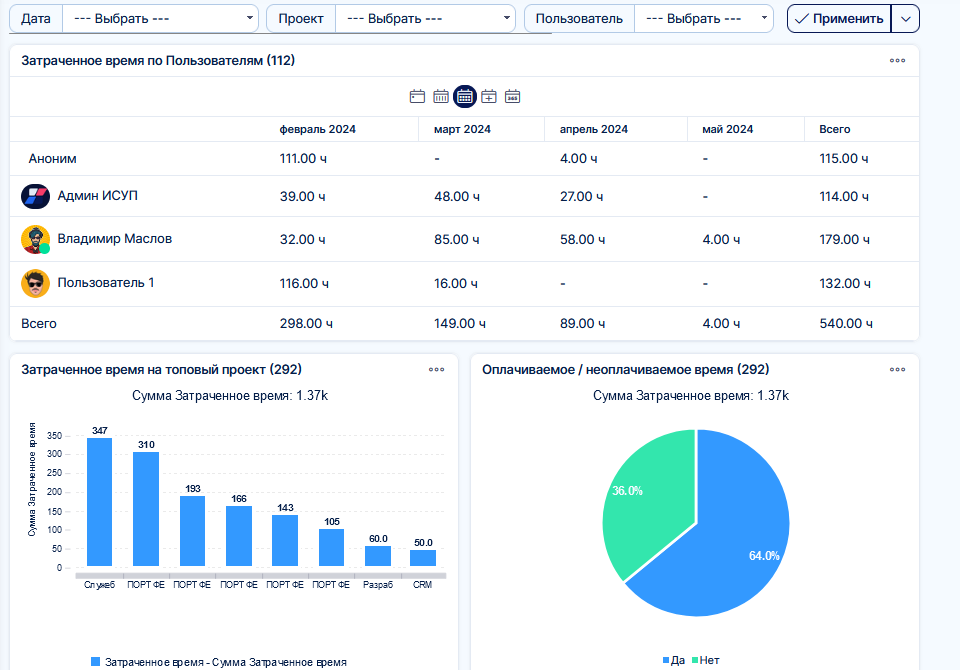 Дата --- Выбрать --- Проект --- Выбрать --- Пользователь --- Выбрать --- Применить
Затраченное время по Пользователям (112)
365
февраль 2024 март 2024 апрель 2024 май 2024 Всего
Аноним 111.00 ч - 4.00 ч - 115.00 ч
Админ ИСУП 39.00 ч 48.00 ч 27.00 ч - 114.00 ч
Владимир Маслов 32.00 ч 85.00 ч 58.00 ч 4.00 ч 179.00 ч
Пользователь 1 116.00 ч 16.00 ч - - 132.00 ч
Всего 298.00 ч 149.00 ч 89.00 ч 4.00 ч 540.00 ч
Затраченное время на топовый проект (292)
Сумма Затраченное время: 1.37k
Сумма Затраченное время
350
300
250
200
150
100
50
0
347 310 193 166 143 105 60.0 50.0
Служеб ПОРТ ФЕ ПОРТ ФЕ ПОРТ ФЕ ПОРТ ФЕ ПОРТ ФЕ Разраб CRM
Затраченное время - Сумма Затраченное время
Оплачиваемое / неоплачиваемое время (292)
Сумма Затраченное время: 1.37k
36.0%
64.0%
Да Нет